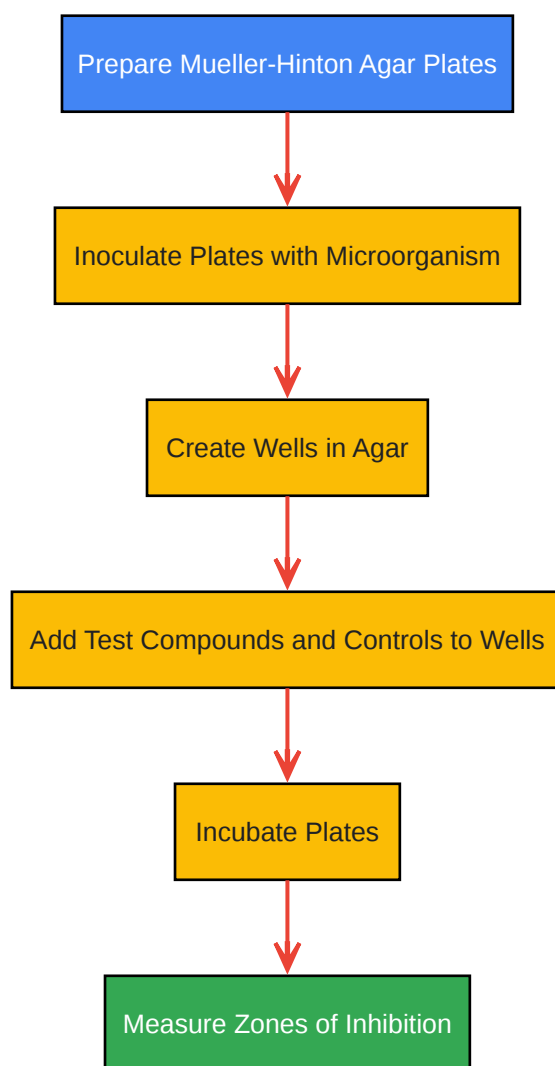 Prepare Mueller-Hinton Agar Plates
Inoculate Plates with Microorganism
Create Wells in Agar
Add Test Compounds and Controls to Wells
Incubate Plates
Measure Zones of Inhibition